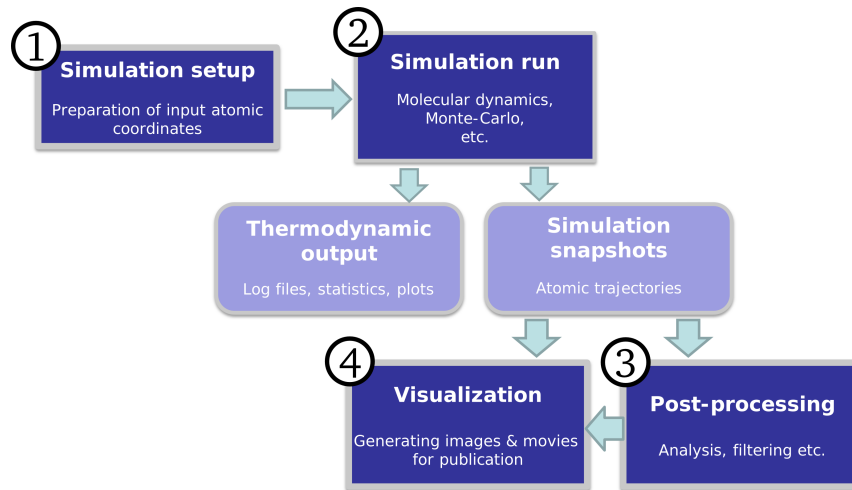 1
Simulation setup
Preparation of input atomic
coordinates
2
Simulation run
Molecular dynamics,
Monte-Carlo,
etc.
Thermodynamic
output
Log files, statistics, plots
Simulation
snapshots
Atomic trajectories
4
Visualization
Generating images & movies
for publication
3
Post-processing
Analysis, filtering etc.